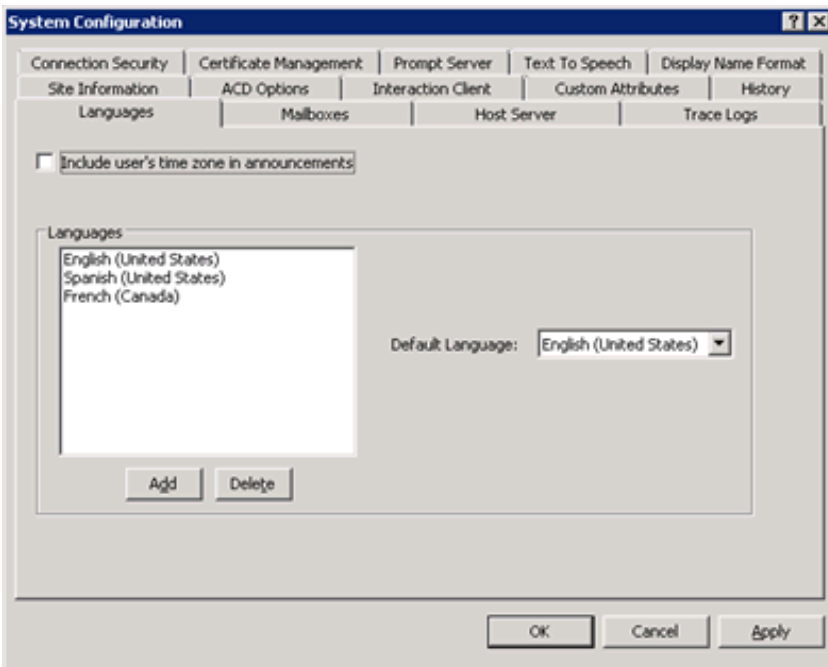 System Configuration
Connection Security Certificate Management Prompt Server Text To Speech Display Name Format
Site Information ACD Options Interaction Client Custom Attributes History
Languages Mailboxes Host Server Trace Logs
Include user's time zone in announcements
Languages
English (United States)
Spanish (United States)
French (Canada)
Default Language: English (United States)
Add Delete
OK Cancel Apply